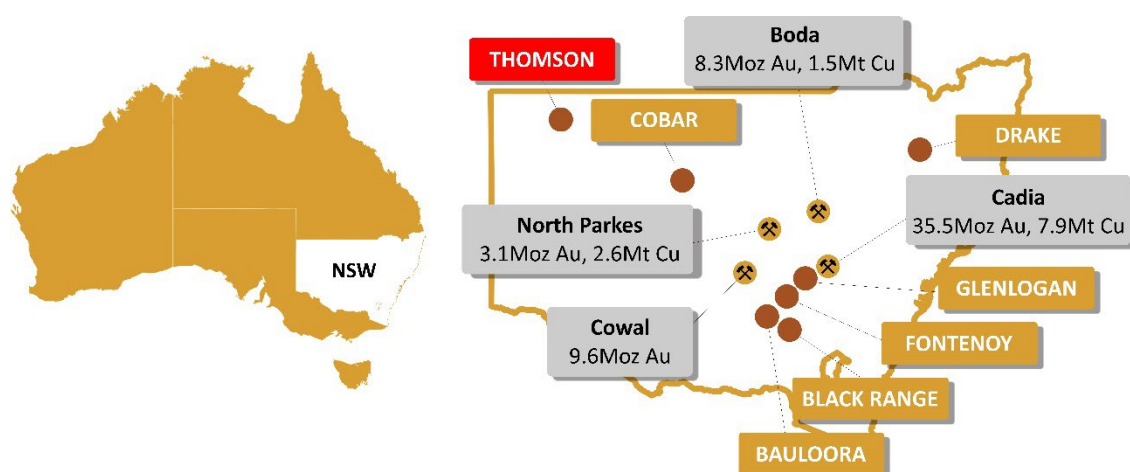 NSW
THOMSON
COBAR
Boda
8.3Moz Au, 1.5Mt Cu
DRAKE
North Parkes
3.1Moz Au, 2.6Mt Cu
Cadia
35.5Moz Au, 7.9Mt Cu
Cowal
9.6Moz Au
GLENLOGAN
FONTENOY
BLACK RANGE
BAULOORA